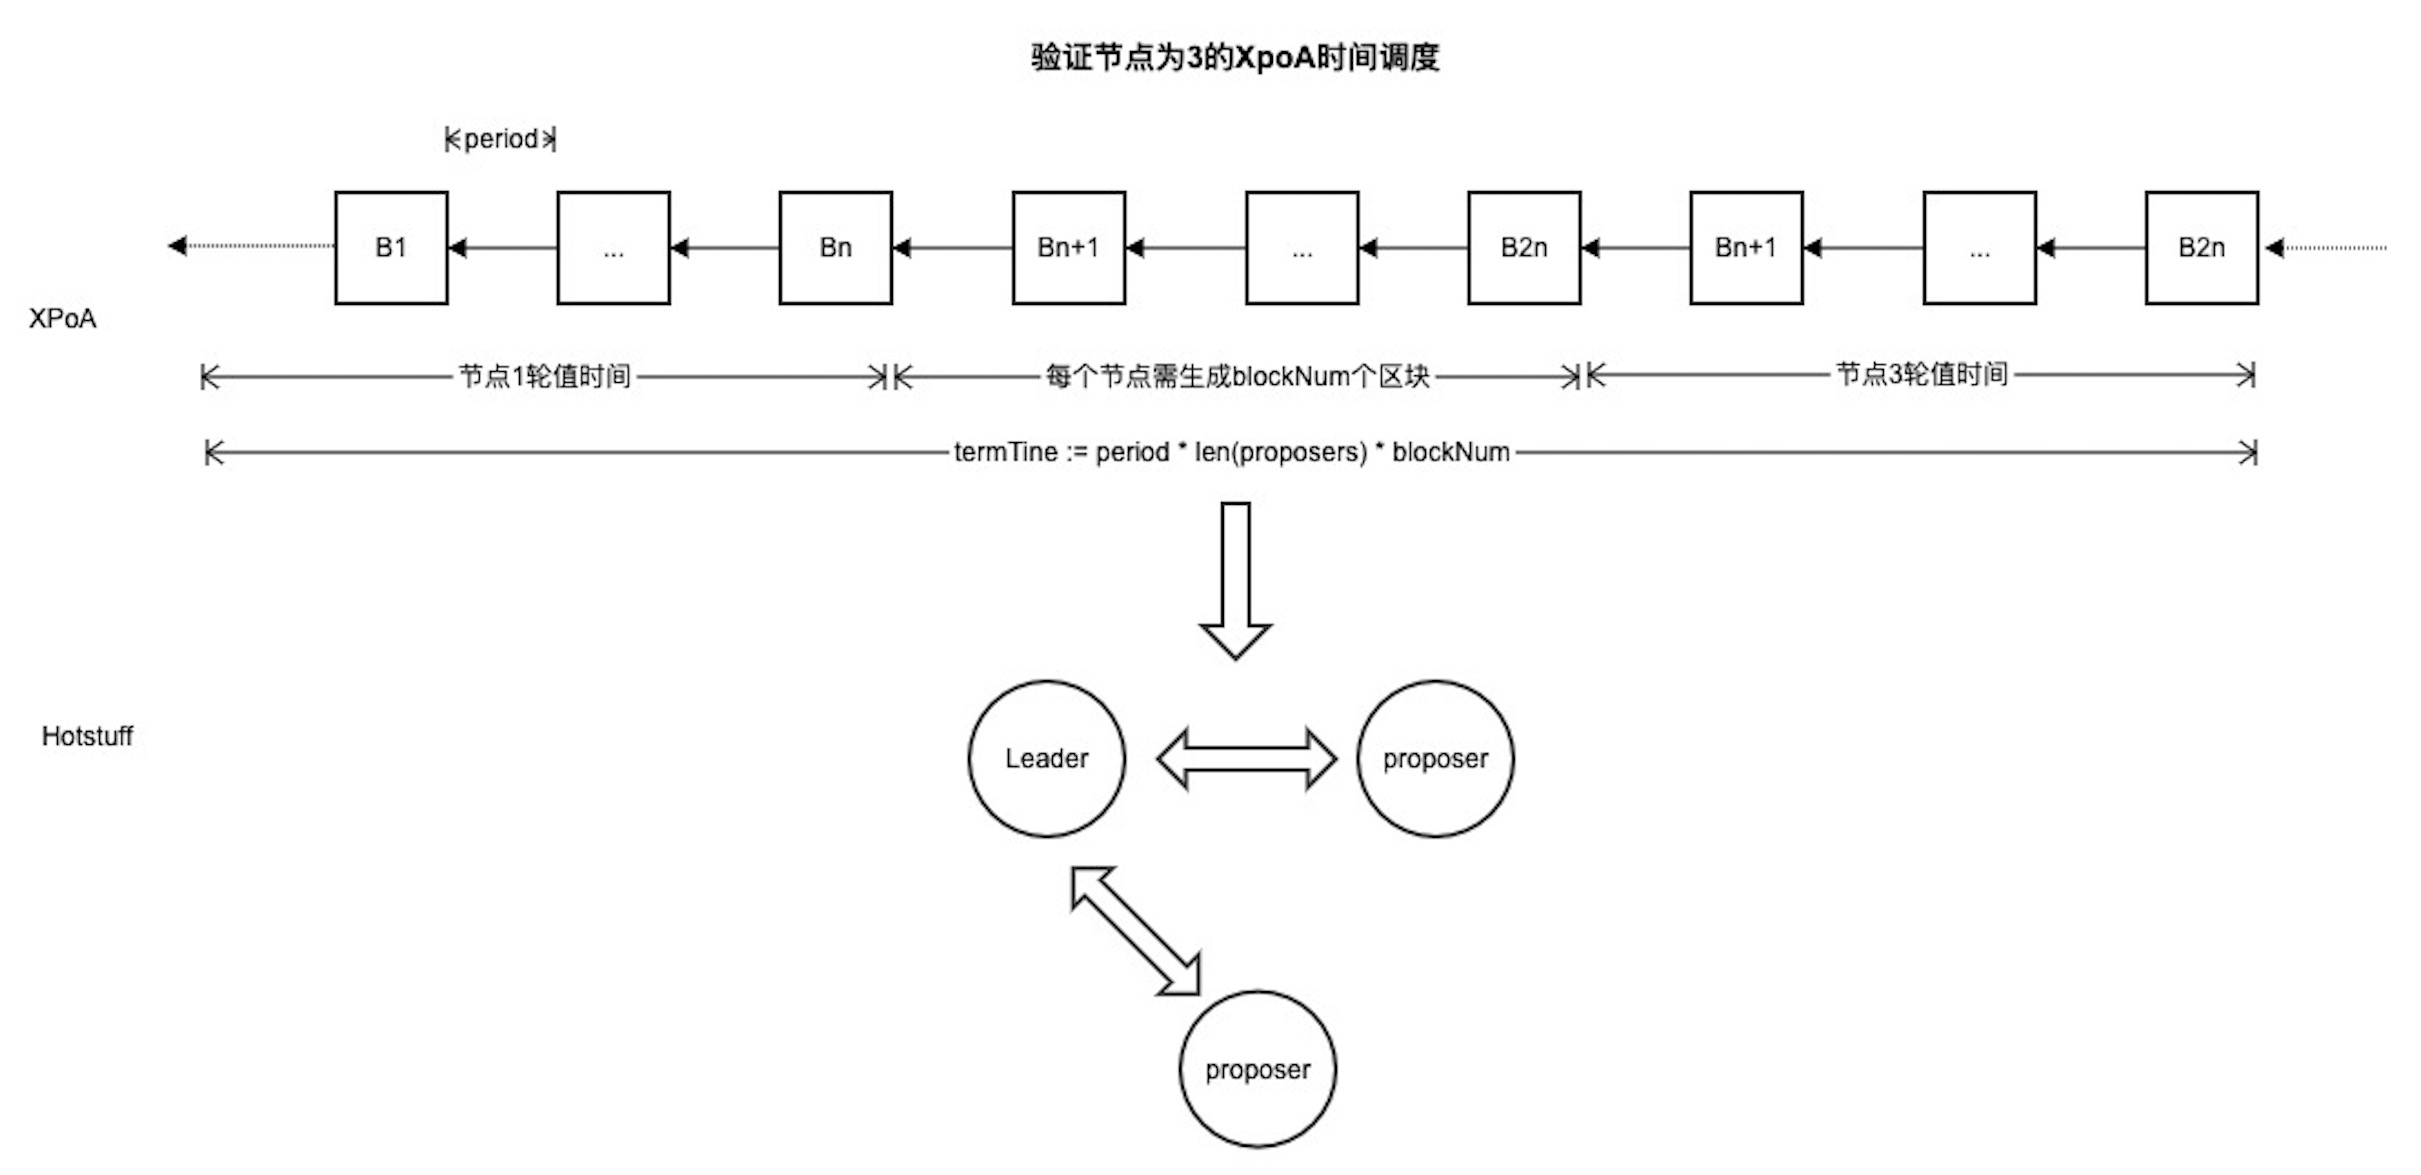 验证节点为3的XpoA时间调度
period
B1
...
Bn
Bn+1
...
B2n
Bn+1
...
B2n
XPoA
节点1轮值时间
每个节点需生成blockNum个区块
节点3轮值时间
termTine := period * len(proposers) * blockNum
Hotstuff
Leader
proposer
proposer